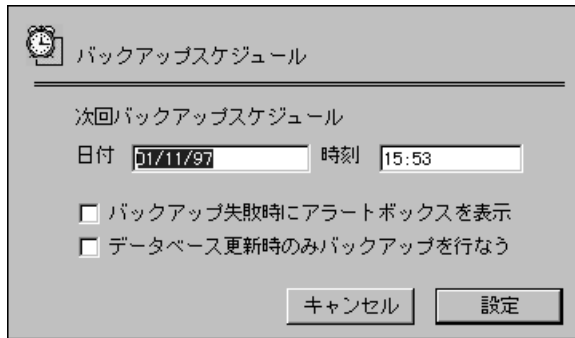 バックアップスケジュール
次回バックアップスケジュール
日付 01/11/97 時刻 15:53
バックアップ失敗時にアラートボックスを表示
データベース更新時のみバックアップを行なう
キャンセル 設定